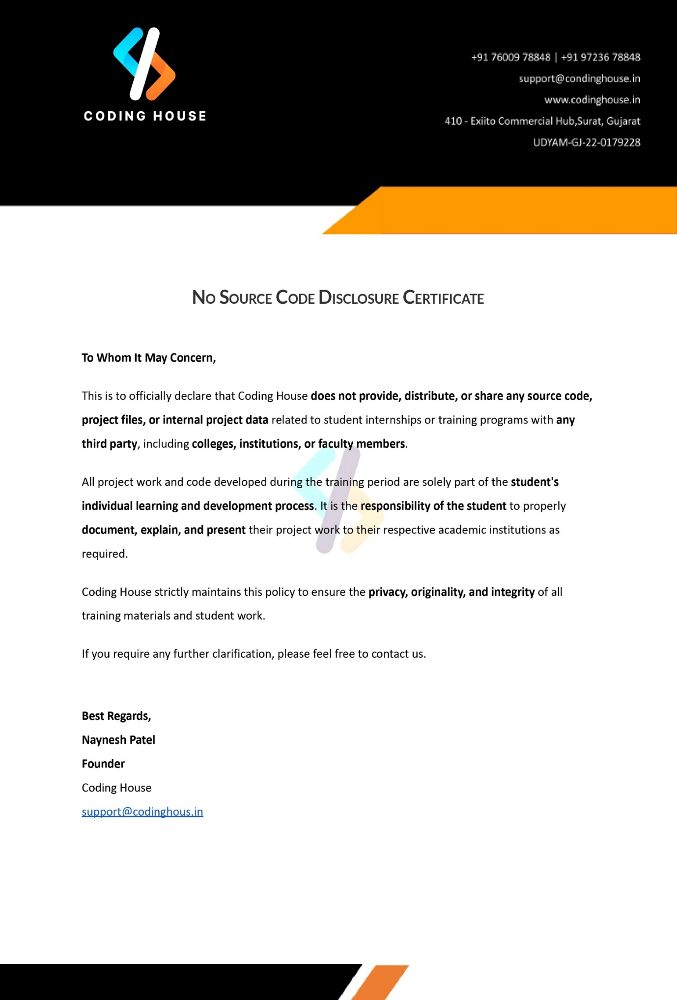 CODING HOUSE
+91 76009 78848 | +91 97236 78848
support@condinghouse.in
www.codinghouse.in
410 - Exiito Commercial Hub,Surat, Gujarat
UDYAM-GJ-22-0179228
No Source Code Disclosure Certificate
To Whom It May Concern,
This is to officially declare that Coding House does not provide, distribute, or share any source code,
project files, or internal project data related to student internships or training programs with any
third party, including colleges, institutions, or faculty members.
All project work and code developed during the training period are solely part of the student's
individual learning and development process. It is the responsibility of the student to properly
document, explain, and present their project work to their respective academic institutions as
required.
Coding House strictly maintains this policy to ensure the privacy, originality, and integrity of all
training materials and student work.
If you require any further clarification, please feel free to contact us.
Best Regards,
Naynesh Patel
Founder
Coding House
support@codinghous.in